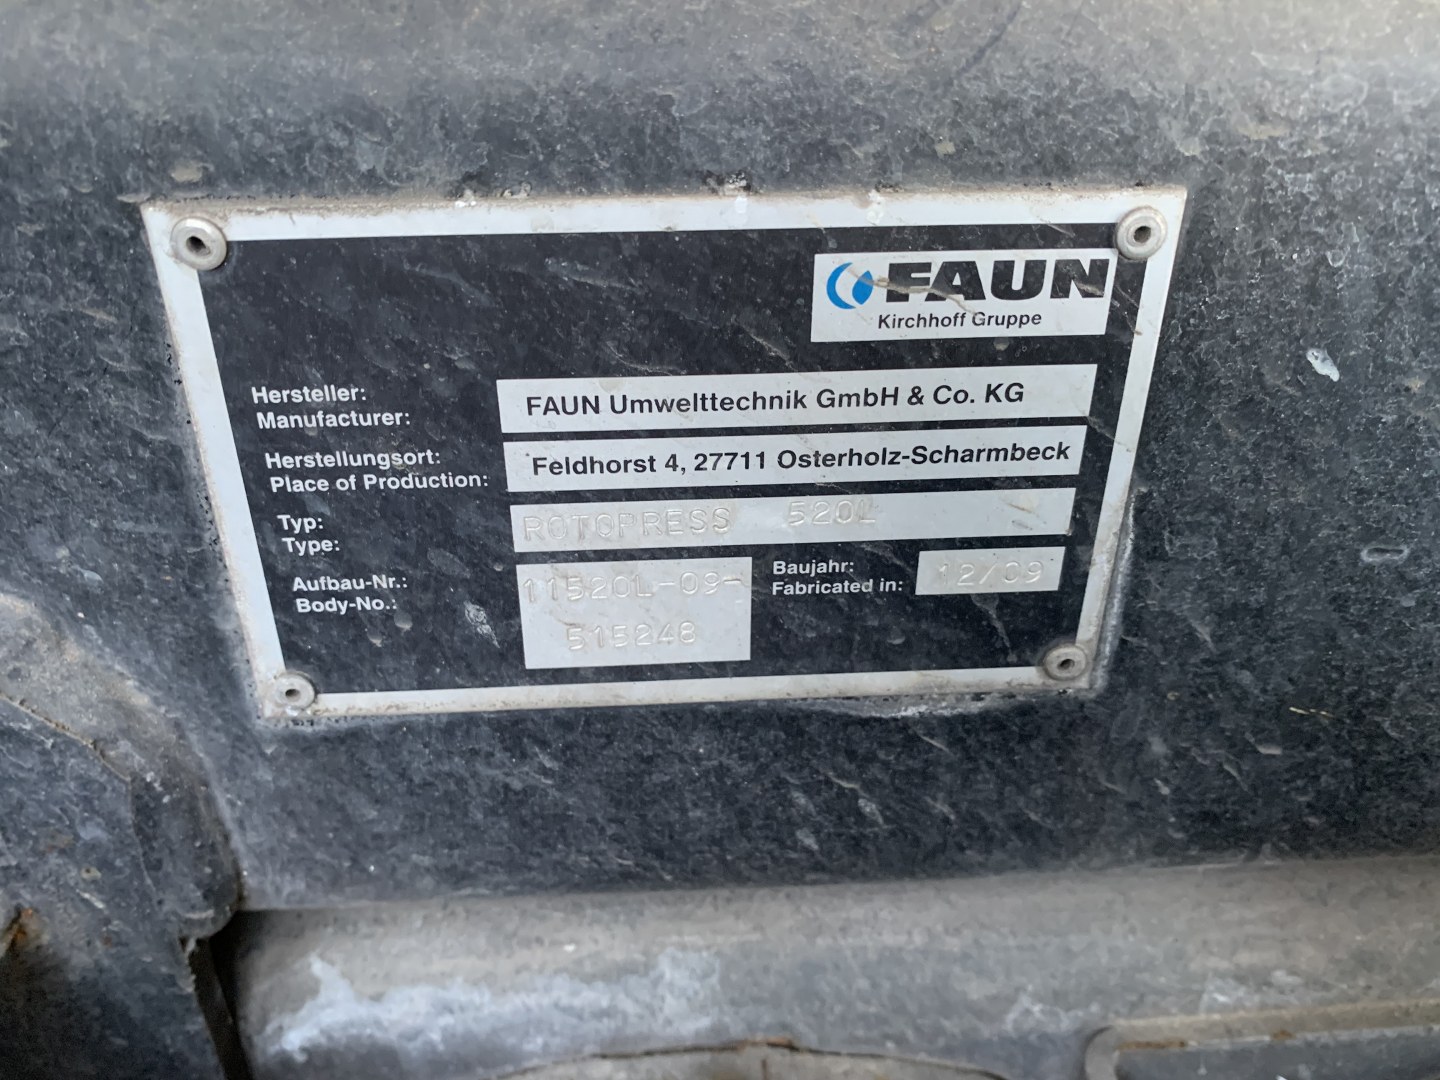 FAUN
Kirchhoff Gruppe
Hersteller:
Manufacturer:
FAUN Umwelttechnik GmbH & Co. KG
Herstellungsort:
Place of Production:
Feldhorst 4, 27711 Osterholz-Scharmbeck
Typ:
Type:
ROTOPRESS 520L
Aufbau-Nr.:
Body-No.:
11520L-09-
515248
Baujahr:
Fabricated in:
12/09